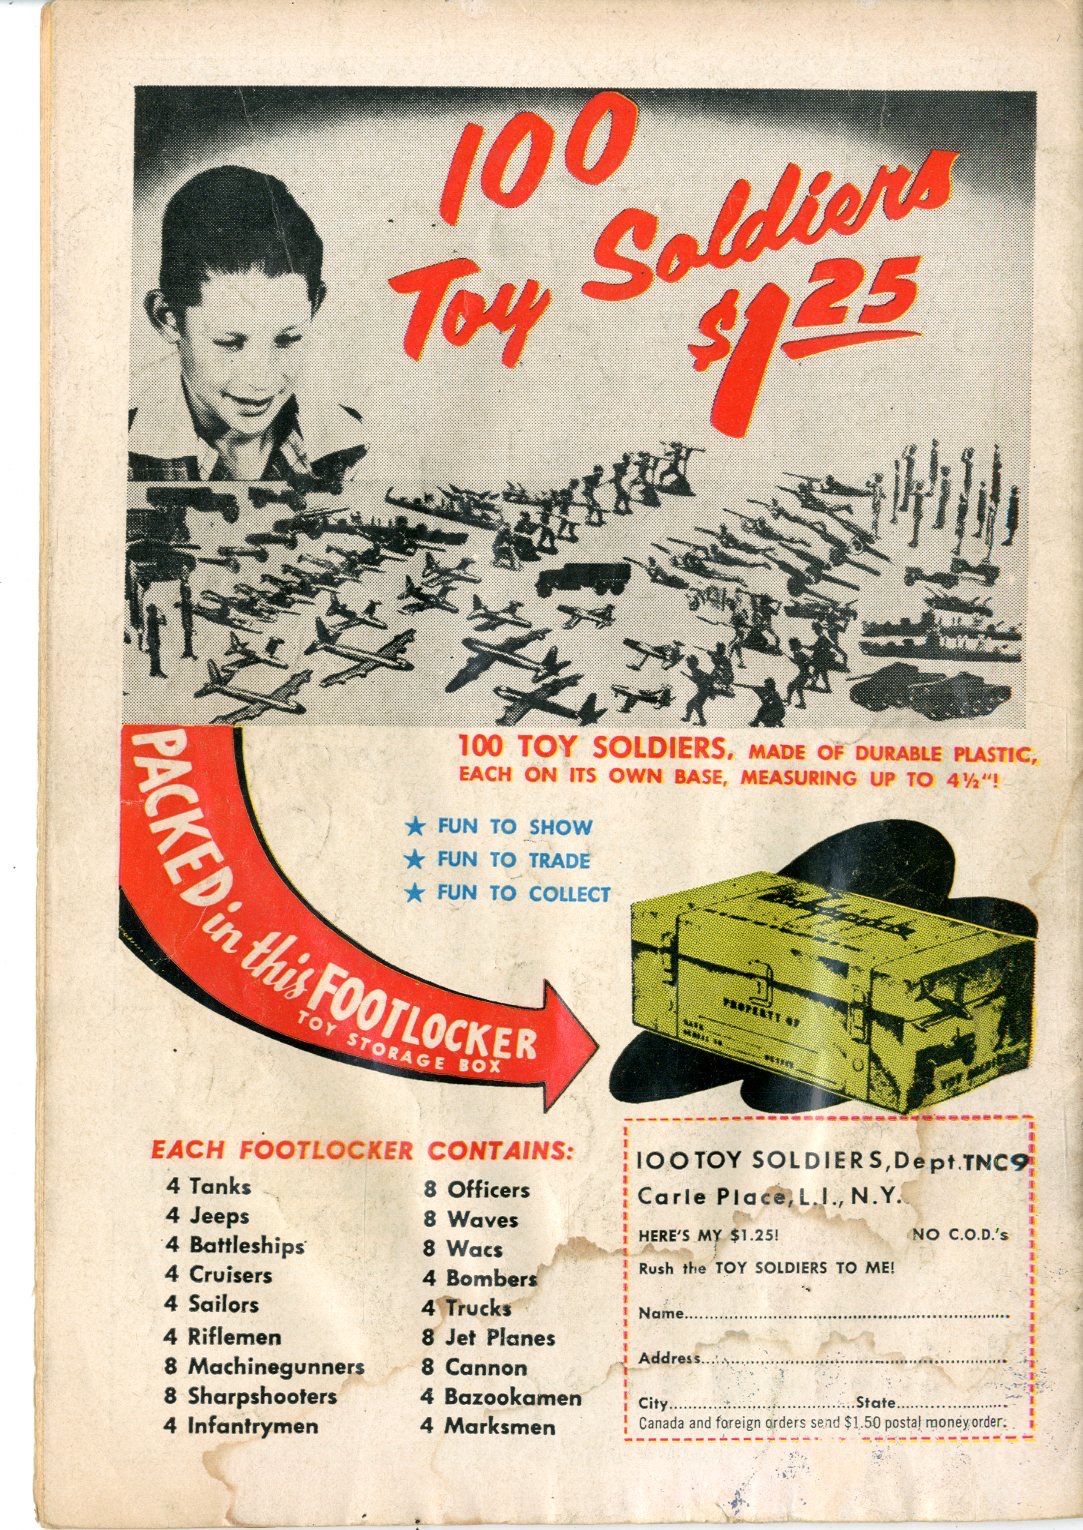 100
Toy Soldiers
$1.25
PACKED in this FOOTLOCKER
TOY STORAGE BOX
100 TOY SOLDIERS, MADE OF DURABLE PLASTIC,
EACH ON ITS OWN BASE, MEASURING UP TO 4½"!
★ FUN TO SHOW
★ FUN TO TRADE
★ FUN TO COLLECT
PROPERTY OF
TOY SOLDIERS
EACH FOOTLOCKER CONTAINS:
4 Tanks
4 Jeeps
4 Battleships
4 Cruisers
4 Sailors
4 Riflemen
8 Machinegunners
8 Sharpshooters
4 Infantrymen
8 Officers
8 Waves
8 Wacs
4 Bombers
4 Trucks
8 Jet Planes
8 Cannon
4 Bazookamen
4 Marksmen
100 TOY SOLDIERS, Dept. TNC9
Carle Place, L.I., N.Y.
HERE'S MY $1.25! NO C.O.D.'s
Rush the TOY SOLDIERS TO ME!
Name
Address
City State
Canada and foreign orders send $1.50 postal money order.